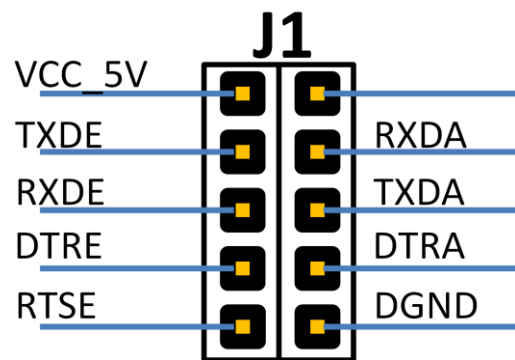 J1
VCC_5V
TXDE RXDA
RXDE TXDA
DTRE DTRA
RTSE DGND